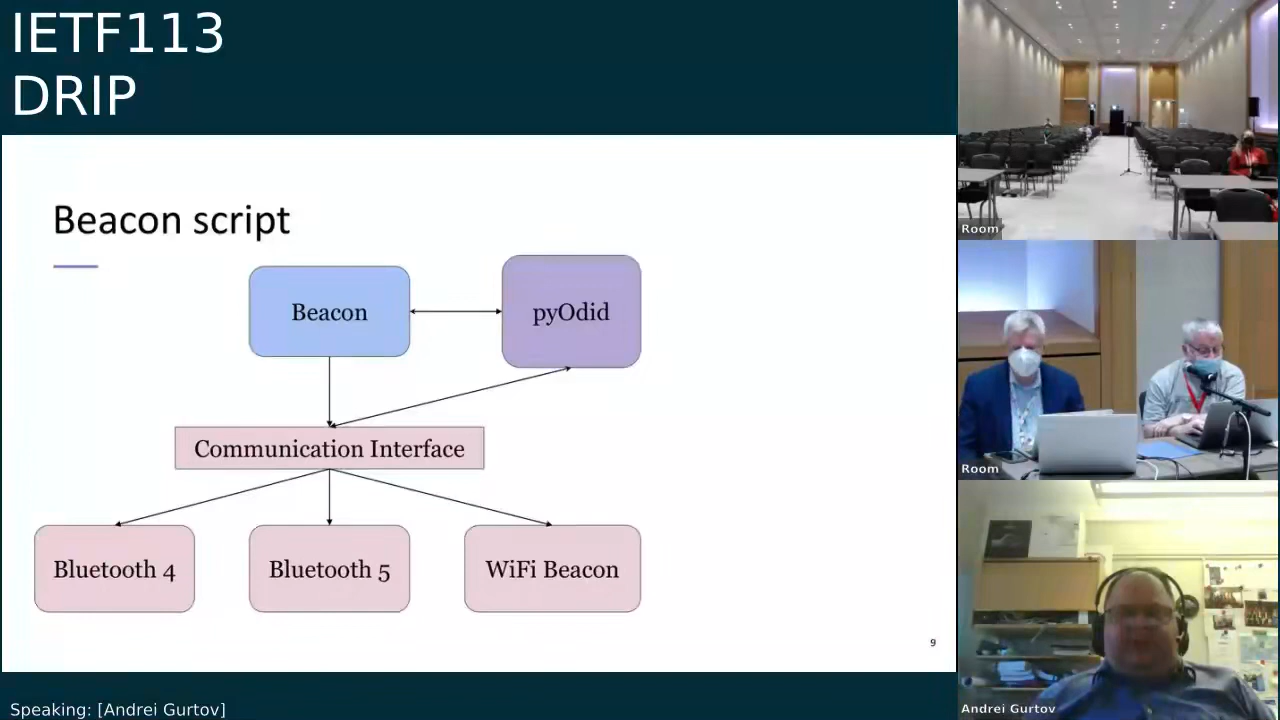 IETF113
DRIP
Beacon script
Beacon
pyOdid
Communication Interface
Bluetooth 4
Bluetooth 5
WiFi Beacon
9
Speaking: [Andrei Gurtov]
Room
Room
Andrei Gurtov